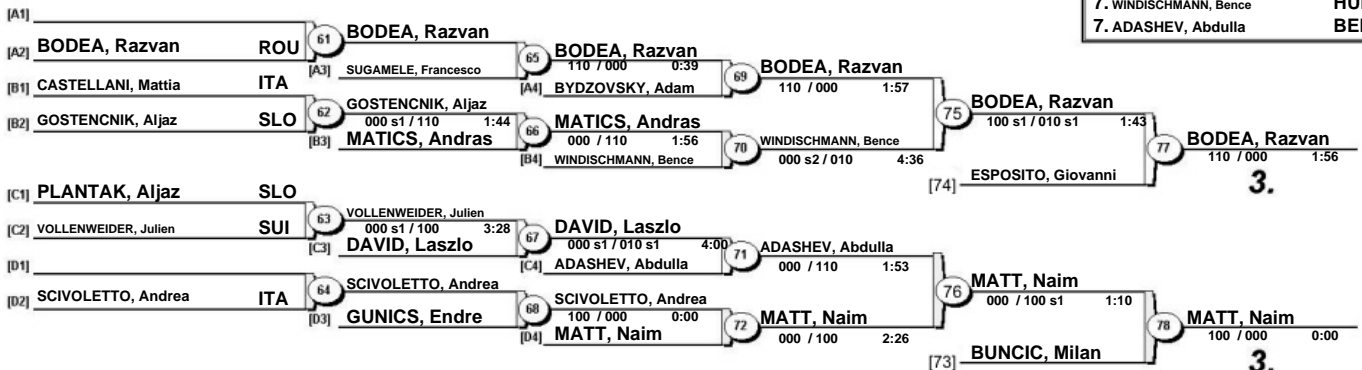 7. WINDISCHMANN, Bence
7. ADASHEV, Abdulla
[A1]
[A2] BODEA, Razvan ROU
61 BODEA, Razvan
[A3] SUGAMELE, Francesco
65 BODEA, Razvan
110 / 000 0:39
[A4] BYDZOVSKY, Adam
69 BODEA, Razvan
110 / 000 1:57
[B1] CASTELLANI, Mattia ITA
[B2] GOSTENCNIK, Aljaz SLO
62 GOSTENCNIK, Aljaz
000 s1 / 110 1:44
[B3] MATICS, Andras
66 MATICS, Andras
000 / 110 1:56
[B4] WINDISCHMANN, Bence
70 WINDISCHMANN, Bence
000 s2 / 010 4:36
75 BODEA, Razvan
100 s1 / 010 s1 1:43
[74] ESPOSITO, Giovanni
77 BODEA, Razvan
110 / 000 1:56
3.
[C1] PLANTAK, Aljaz SLO
[C2] VOLLENWEIDER, Julien SUI
63 VOLLENWEIDER, Julien
000 s1 / 100 3:28
[C3] DAVID, Laszlo
67 DAVID, Laszlo
000 s1 / 010 s1 4:00
[C4] ADASHEV, Abdulla
71 ADASHEV, Abdulla
000 / 110 1:53
[D1]
[D2] SCIVOLETTO, Andrea ITA
64 SCIVOLETTO, Andrea
[D3] GUNICS, Endre
68 SCIVOLETTO, Andrea
100 / 000 0:00
[D4] MATT, Naim
72 MATT, Naim
000 / 100 2:26
76 MATT, Naim
000 / 100 s1 1:10
[73] BUNCIC, Milan
78 MATT, Naim
100 / 000 0:00
3.